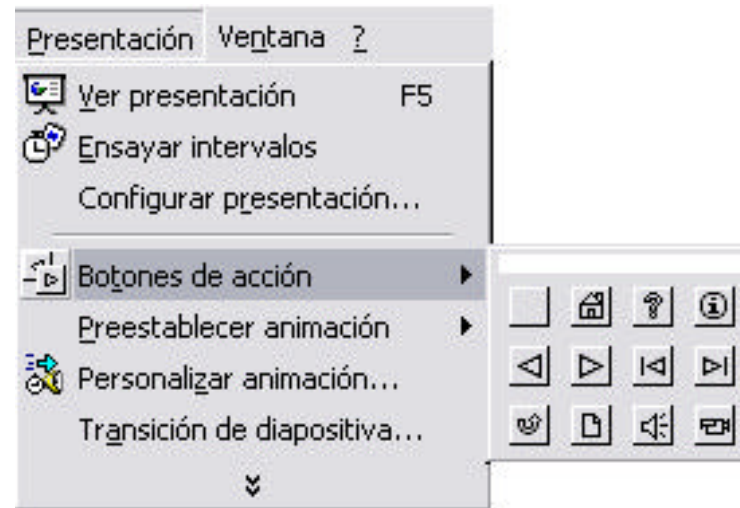 Presentación Ventana ?
Ver presentación F5
Ensayar intervalos
Configurar presentación...
Botones de acción
Preestablecer animación
Personalizar animación...
Transición de diapositiva...